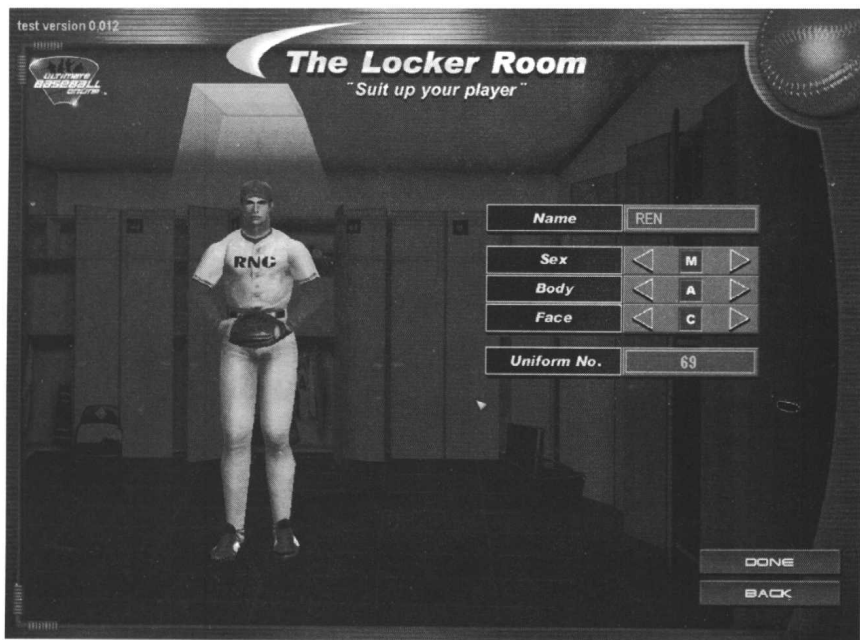 test version 0.012
The Locker Room
"Suit up your player"
ULTIMATE
BASEBALL
ONLINE
RNG
Name REN
Sex M
Body A
Face C
Uniform No. 69
DONE
BACK